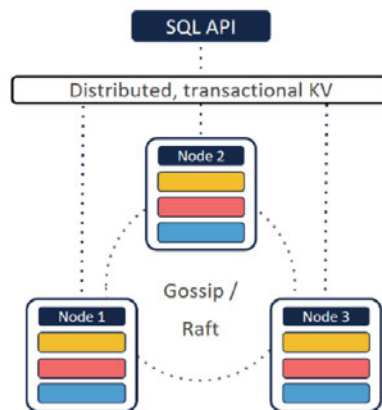 SQL API
Distributed, transactional KV
Node 2
Gossip /
Raft
Node 1
Node 3